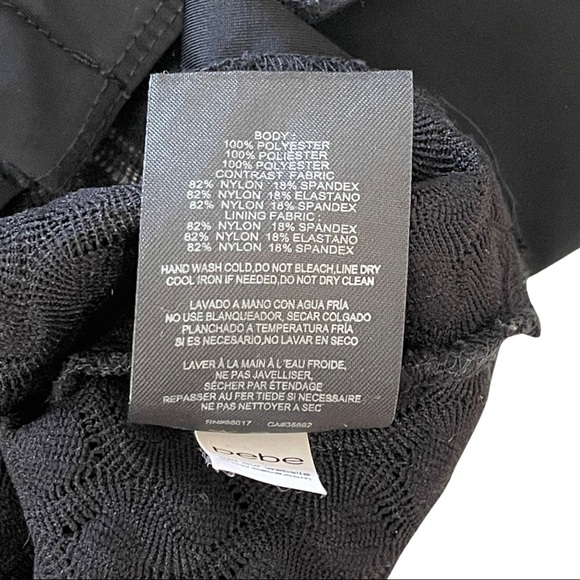 BODY :
100% POLYESTER
100% POLIÉSTER
100% POLYESTER
CONTRAST FABRIC
82% NYLON 18% SPANDEX
82% NYLON 18% ELASTANO
82% NYLON 18% SPANDEX
LINING FABRIC :
82% NYLON 18% SPANDEX
82% NYLON 18% ELASTANO
82% NYLON 18% SPANDEX
HAND WASH COLD,DO NOT BLEACH,LINE DRY
COOL IRON IF NEEDED,DO NOT DRY CLEAN
LAVADO A MANO CON AGUA FRÍA
NO USE BLANQUEADOR, SECAR COLGADO
PLANCHADO A TEMPERATURA FRÍA
SI ES NECESARIO, NO LAVAR EN SECO
LAVER À LA MAIN À L'EAU FROIDE,
NE PAS JAVELLISER,
SÉCHER PAR ÉTENDAGE
REPASSER AU FER TIEDE SI NECESSAIRE
NE PAS NETTOYER A SEC
bebe
website